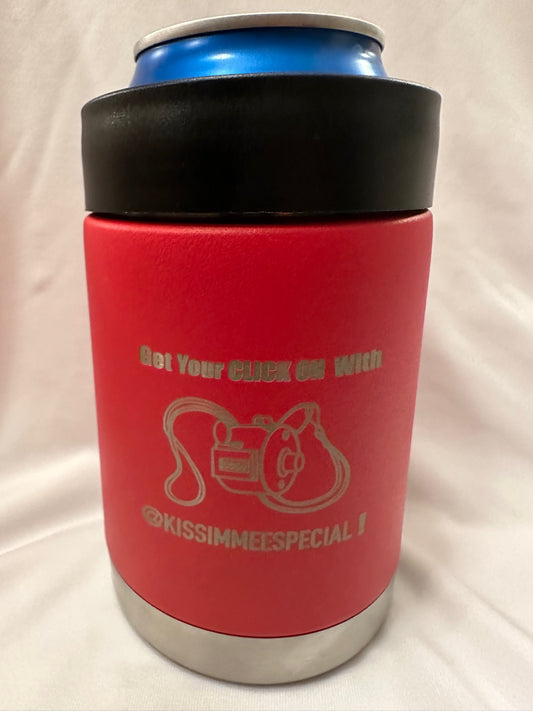 Get Your CLICK ON With
@KISSIMMEESPECIAL !